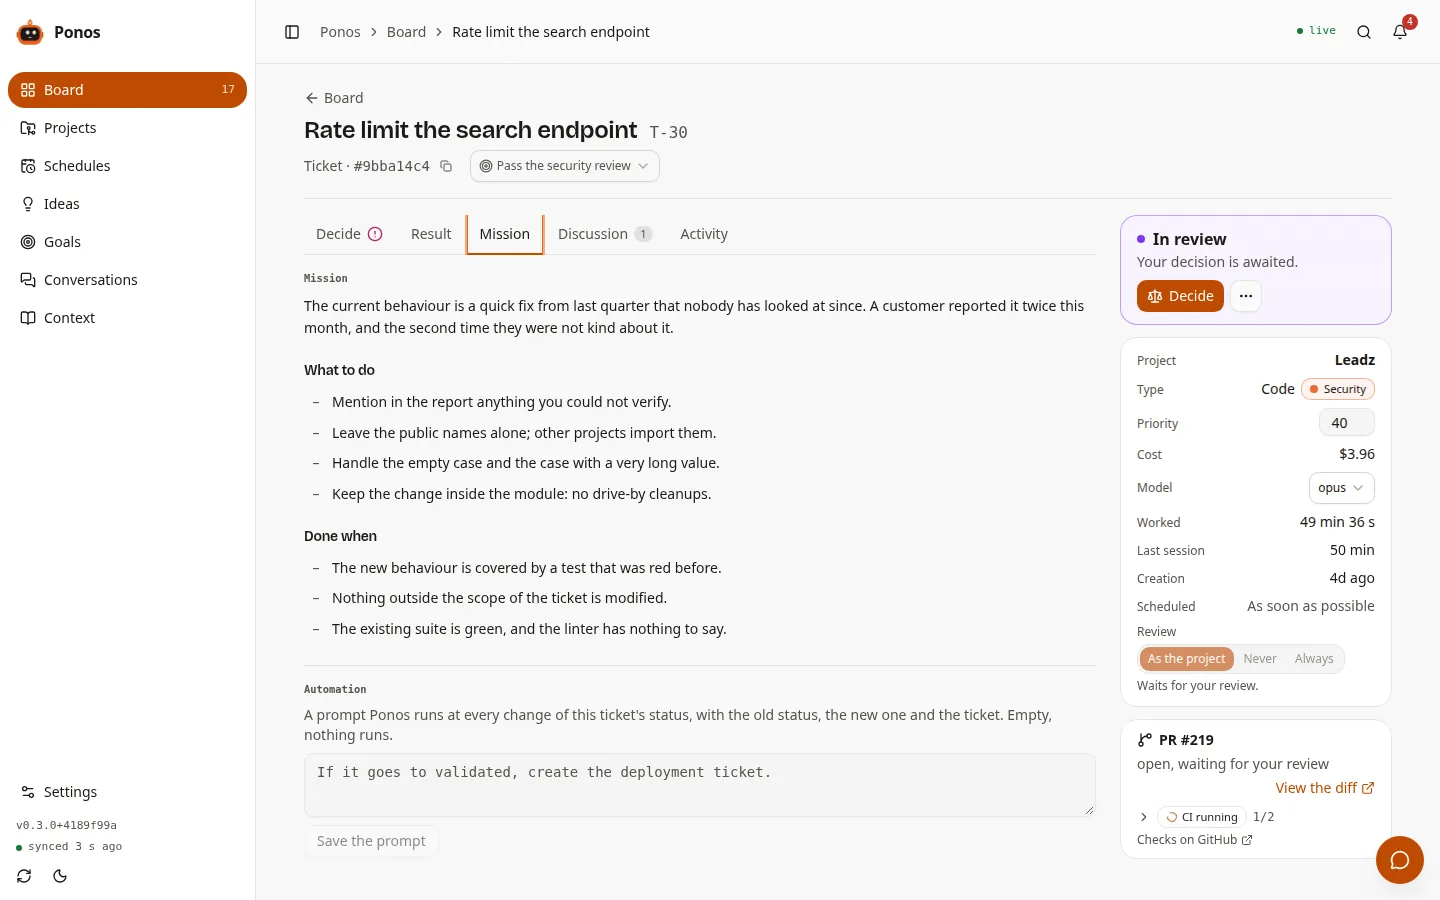 Ponos
Board 17
Projects
Schedules
Ideas
Goals
Conversations
Context
Settings
v0.3.0+4189f99a
synced 3 s ago
Ponos > Board > Rate limit the search endpoint
live
4
Board
Rate limit the search endpoint T-30
Ticket · #9bba14c4
Pass the security review
Decide
Result
Mission
Discussion 1
Activity
Mission
The current behaviour is a quick fix from last quarter that nobody has looked at since. A customer reported it twice this
month, and the second time they were not kind about it.
What to do
– Mention in the report anything you could not verify.
– Leave the public names alone; other projects import them.
– Handle the empty case and the case with a very long value.
– Keep the change inside the module: no drive-by cleanups.
Done when
– The new behaviour is covered by a test that was red before.
– Nothing outside the scope of the ticket is modified.
– The existing suite is green, and the linter has nothing to say.
Automation
A prompt Ponos runs at every change of this ticket's status, with the old status, the new one and the ticket. Empty,
nothing runs.
If it goes to validated, create the deployment ticket.
Save the prompt
In review
Your decision is awaited.
Decide
Project Leadz
Type Code Security
Priority 40
Cost $3.96
Model opus
Worked 49 min 36 s
Last session 50 min
Creation 4d ago
Scheduled As soon as possible
Review
As the project Never Always
Waits for your review.
PR #219
open, waiting for your review
View the diff
CI running 1/2
Checks on GitHub